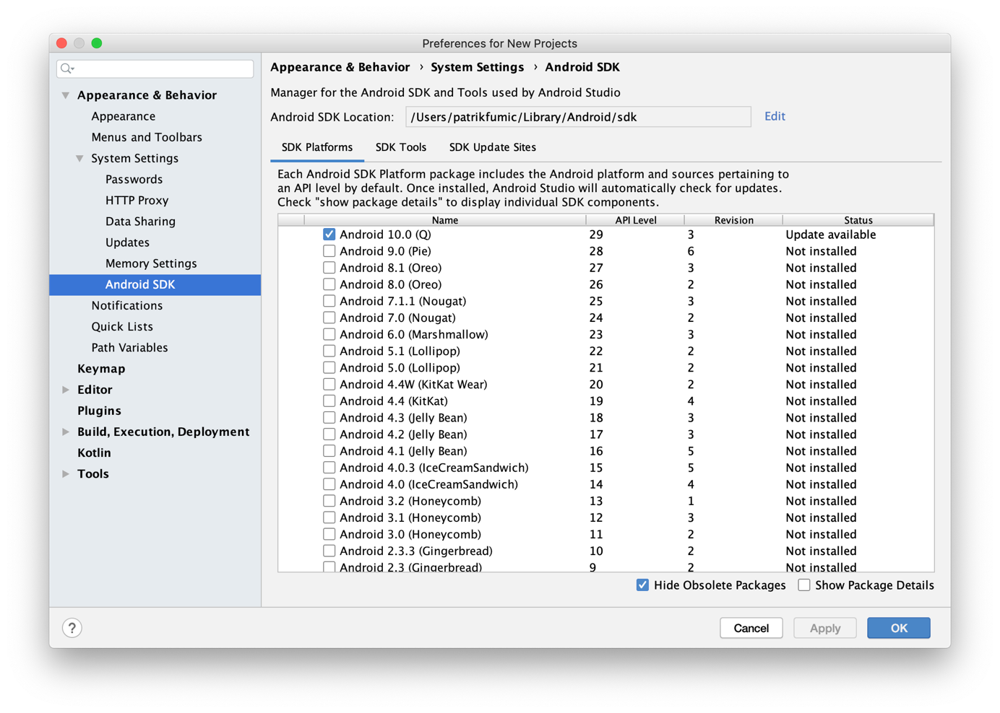 Preferences for New Projects
Appearance & Behavior
Appearance
Menus and Toolbars
System Settings
Passwords
HTTP Proxy
Data Sharing
Updates
Memory Settings
Android SDK
Notifications
Quick Lists
Path Variables
Keymap
Editor
Plugins
Build, Execution, Deployment
Kotlin
Tools
Appearance & Behavior › System Settings › Android SDK
Manager for the Android SDK and Tools used by Android Studio
Android SDK Location: /Users/patrikfumic/Library/Android/sdk Edit
SDK Platforms SDK Tools SDK Update Sites
Each Android SDK Platform package includes the Android platform and sources pertaining to
an API level by default. Once installed, Android Studio will automatically check for updates.
Check "show package details" to display individual SDK components.
Name API Level Revision Status
Android 10.0 (Q) 29 3 Update available
Android 9.0 (Pie) 28 6 Not installed
Android 8.1 (Oreo) 27 3 Not installed
Android 8.0 (Oreo) 26 2 Not installed
Android 7.1.1 (Nougat) 25 3 Not installed
Android 7.0 (Nougat) 24 2 Not installed
Android 6.0 (Marshmallow) 23 3 Not installed
Android 5.1 (Lollipop) 22 2 Not installed
Android 5.0 (Lollipop) 21 2 Not installed
Android 4.4W (KitKat Wear) 20 2 Not installed
Android 4.4 (KitKat) 19 4 Not installed
Android 4.3 (Jelly Bean) 18 3 Not installed
Android 4.2 (Jelly Bean) 17 3 Not installed
Android 4.1 (Jelly Bean) 16 5 Not installed
Android 4.0.3 (IceCreamSandwich) 15 5 Not installed
Android 4.0 (IceCreamSandwich) 14 4 Not installed
Android 3.2 (Honeycomb) 13 1 Not installed
Android 3.1 (Honeycomb) 12 3 Not installed
Android 3.0 (Honeycomb) 11 2 Not installed
Android 2.3.3 (Gingerbread) 10 2 Not installed
Android 2.3 (Gingerbread) 9 2 Not installed
Hide Obsolete Packages Show Package Details
? Cancel Apply OK